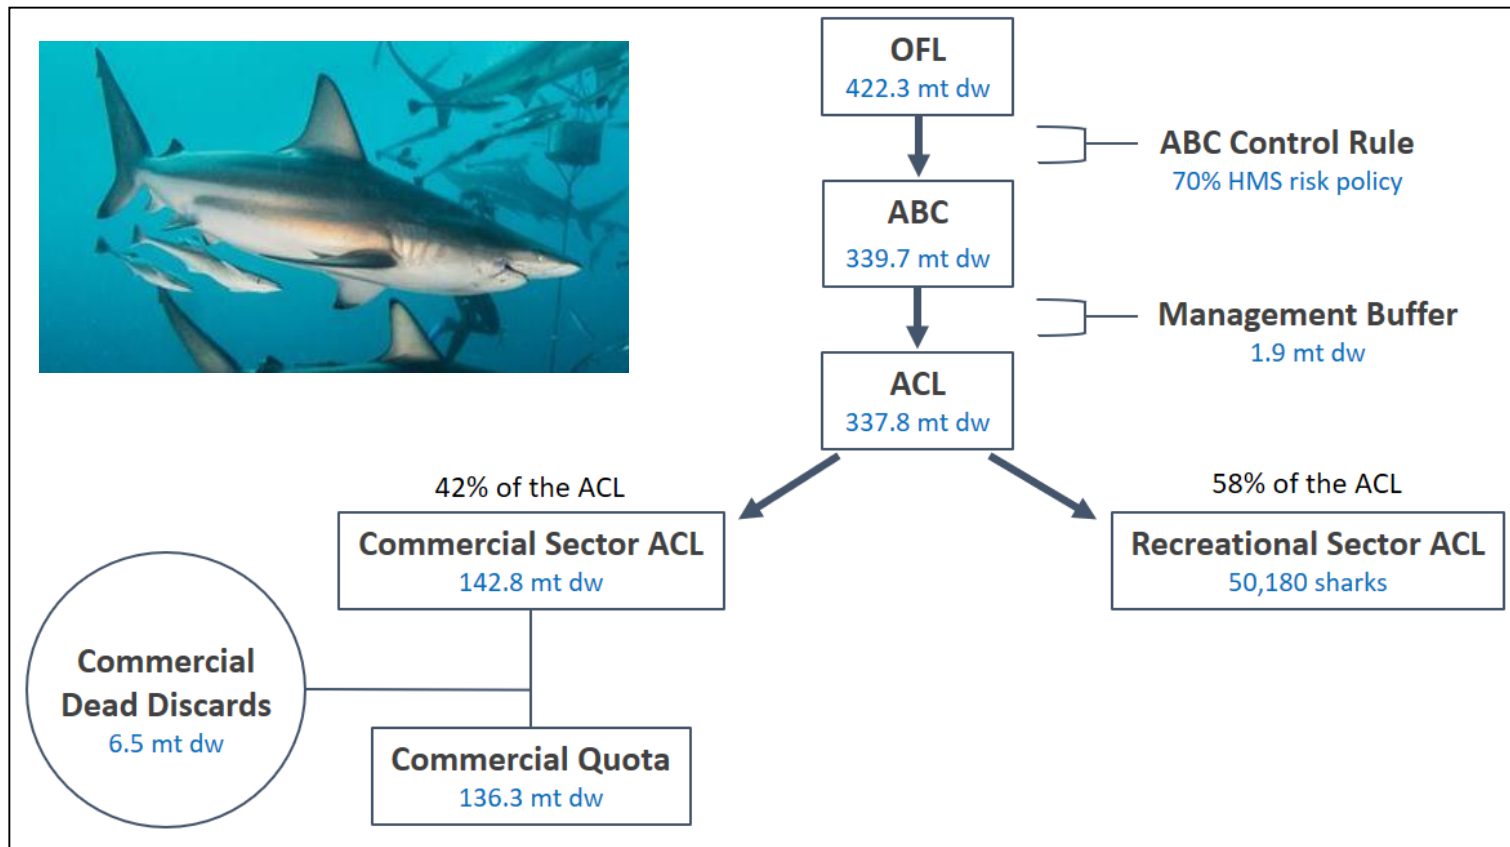 OFL
422.3 mt dw
ABC Control Rule
70% HMS risk policy
ABC
339.7 mt dw
Management Buffer
1.9 mt dw
ACL
337.8 mt dw
42% of the ACL
58% of the ACL
Commercial Sector ACL
142.8 mt dw
Recreational Sector ACL
50,180 sharks
Commercial
Dead Discards
6.5 mt dw
Commercial Quota
136.3 mt dw